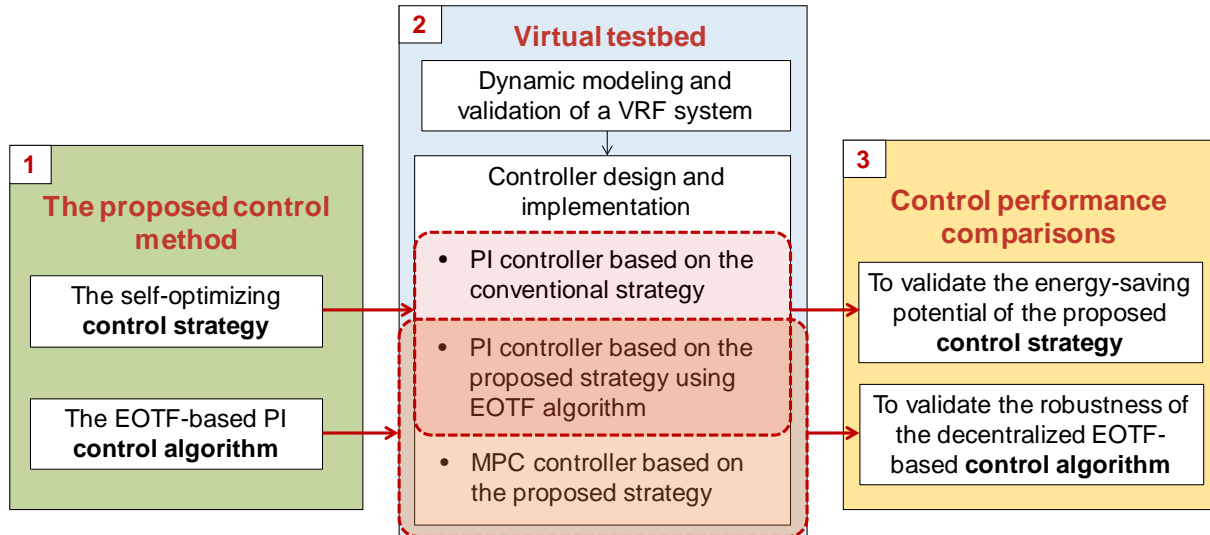 1
The proposed control
method
The self-optimizing
control strategy
The EOTF-based PI
control algorithm
2
Virtual testbed
Dynamic modeling and
validation of a VRF system
Controller design and
implementation
• PI controller based on the
conventional strategy
• PI controller based on the
proposed strategy using
EOTF algorithm
• MPC controller based on
the proposed strategy
3
Control performance
comparisons
To validate the energy-saving
potential of the proposed
control strategy
To validate the robustness of
the decentralized EOTF-
based control algorithm